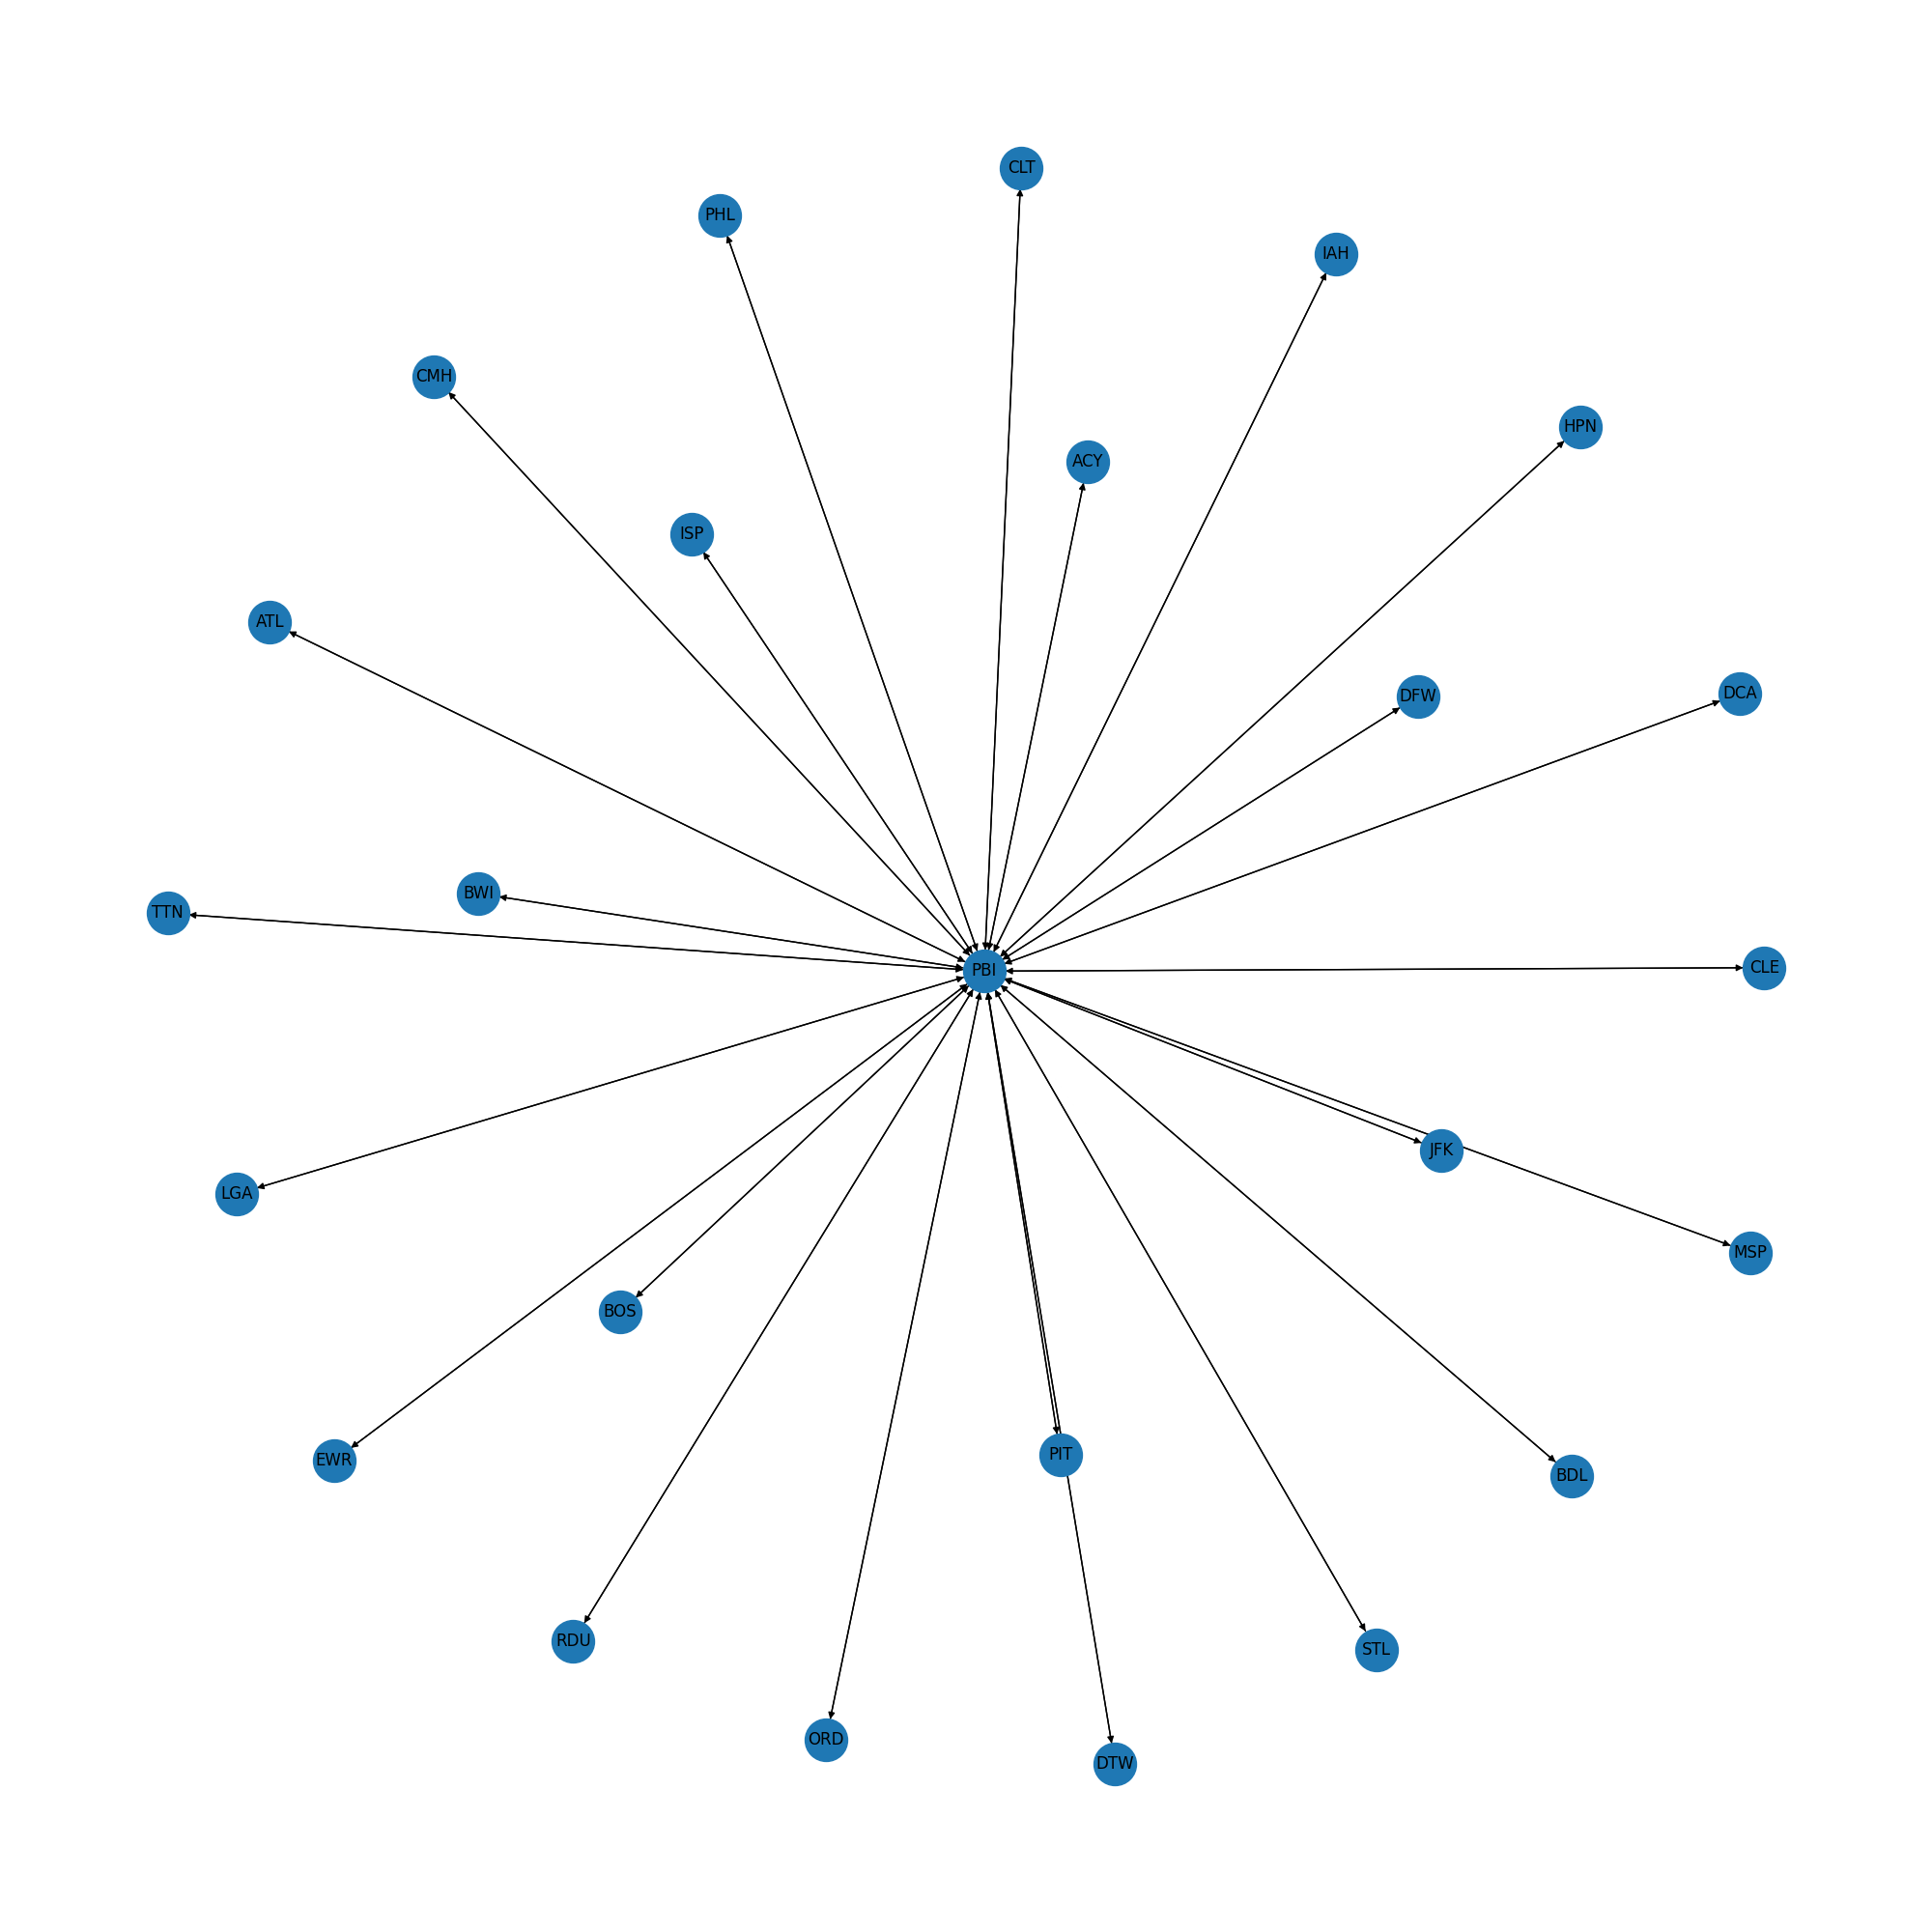 CLT
PHL
IAH
CMH
HPN
ACY
ISP
ATL
DFW
DCA
BWI
TTN
PBI
CLE
JFK
LGA
MSP
BOS
EWR
PIT
BDL
RDU
STL
ORD
DTW